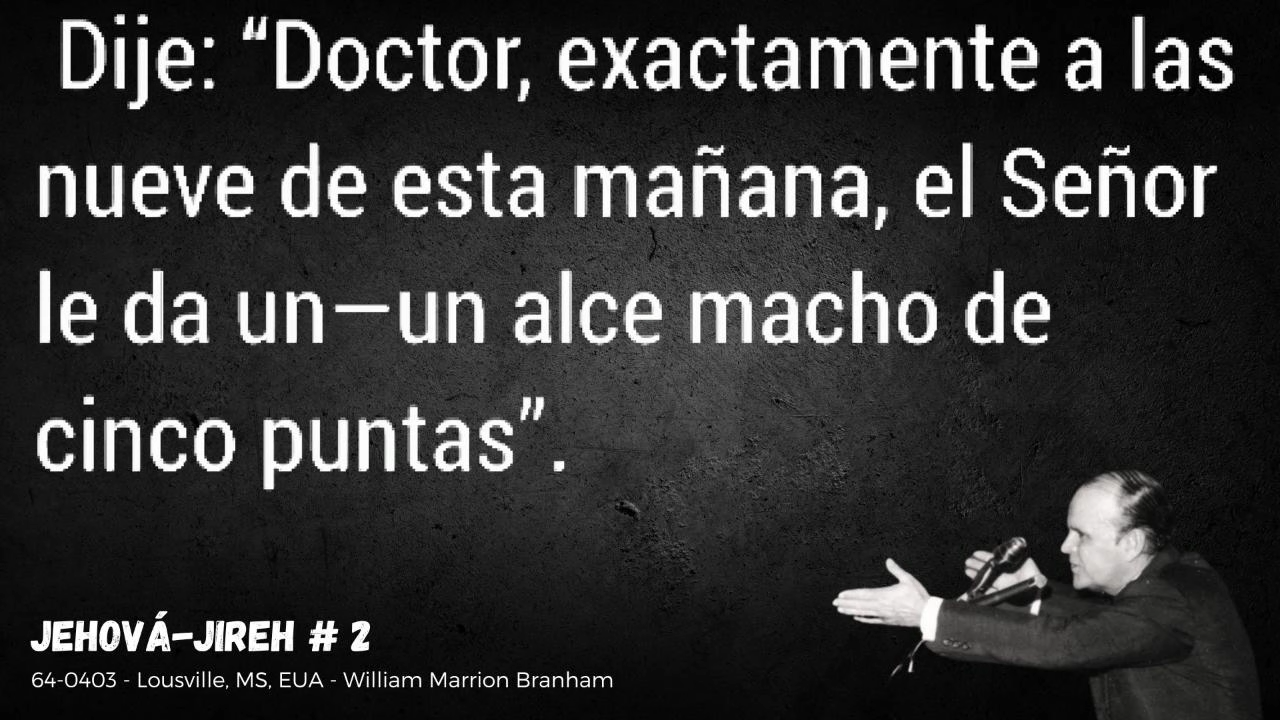 Dije: “Doctor, exactamente a las
nueve de esta mañana, el Señor
le da un—un alce macho de
cinco puntas”.
JEHOVÁ-JIREH # 2
64-0403 - Lousville, MS, EUA - William Marrion Branham